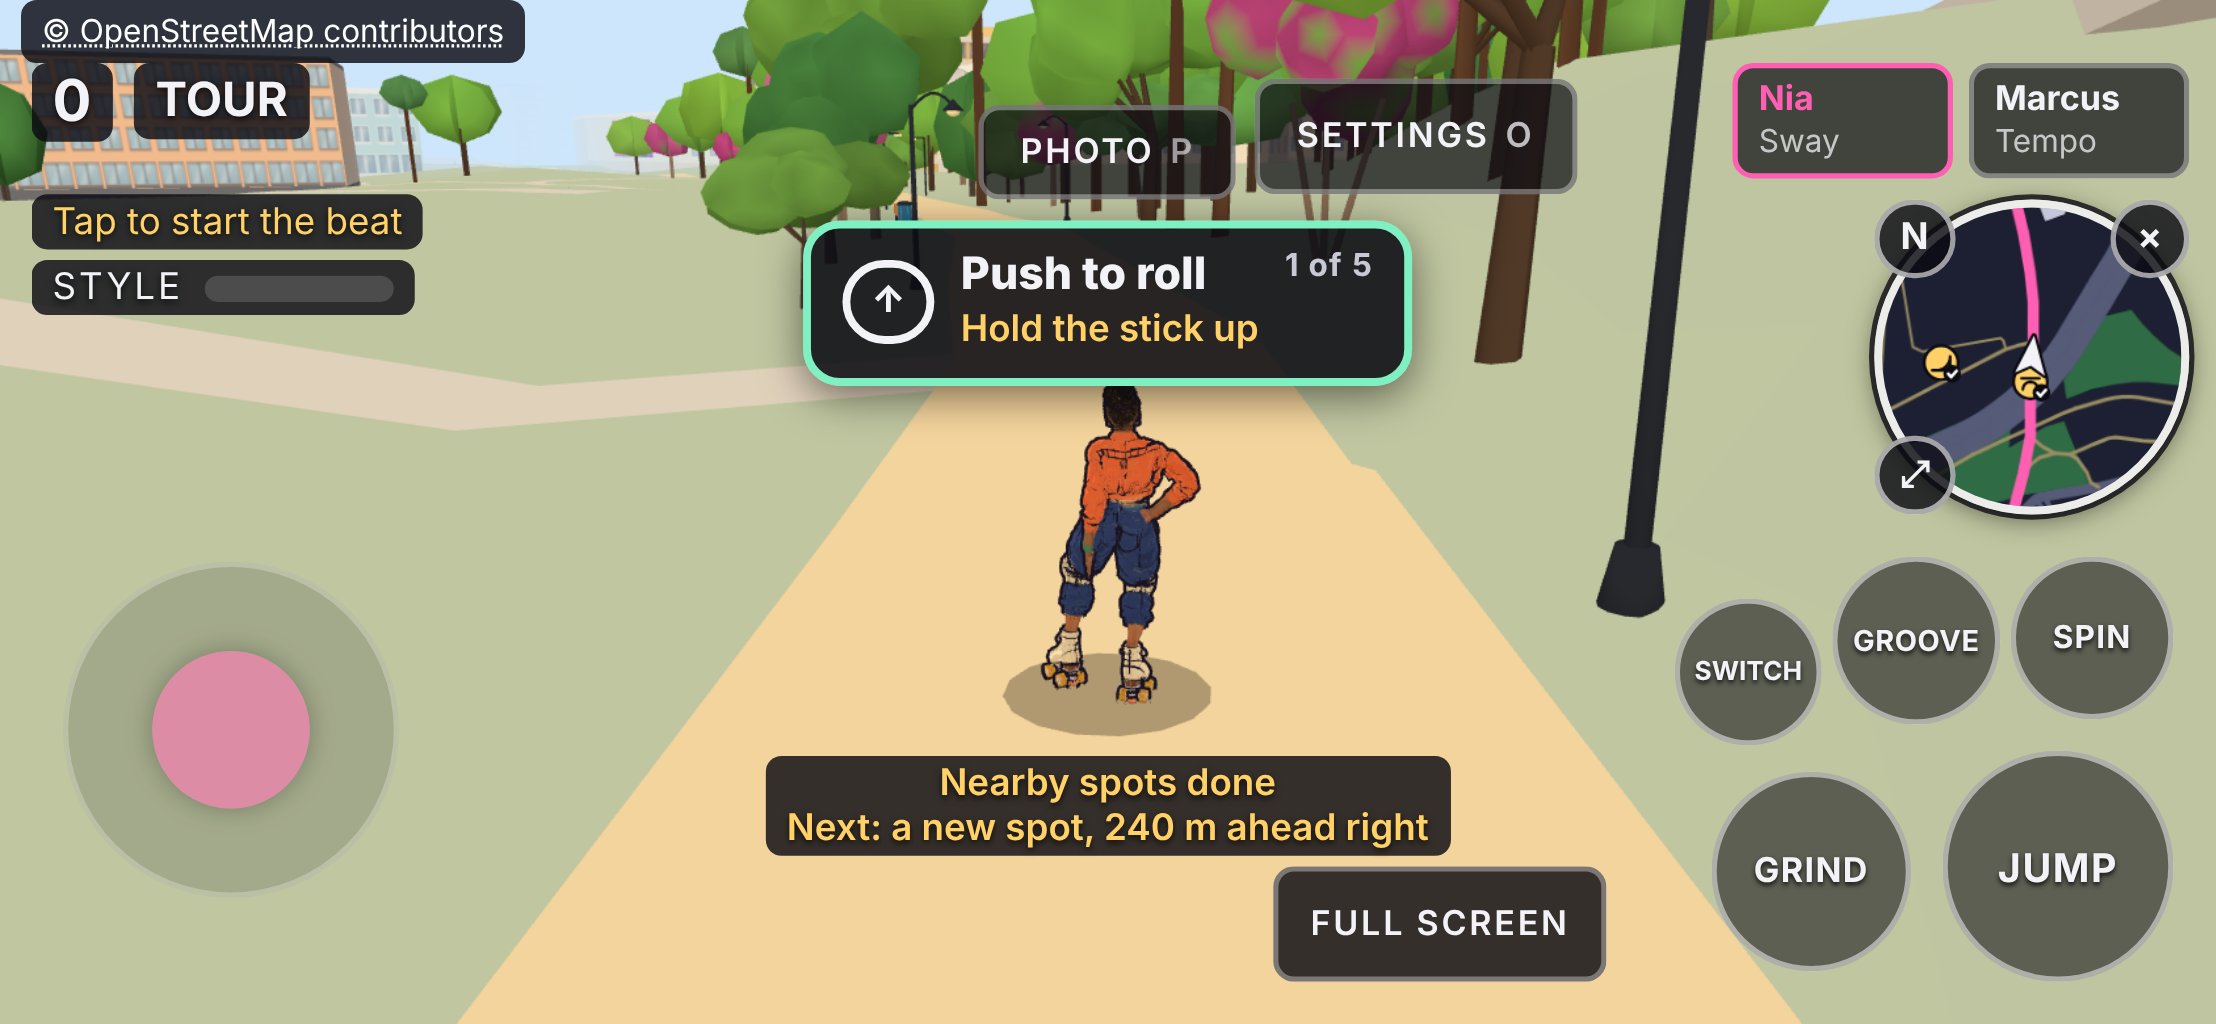 © OpenStreetMap contributors
0 TOUR
Tap to start the beat
STYLE
PHOTO P
SETTINGS O
Nia
Sway
Marcus
Tempo
N
×
Push to roll
1 of 5
Hold the stick up
SWITCH
GROOVE
SPIN
GRIND
JUMP
Nearby spots done
Next: a new spot, 240 m ahead right
FULL SCREEN